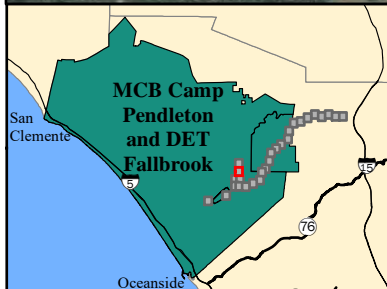 MCB Camp
Pendleton
and DET
Fallbrook
San
Clemente
5
15
76
Oceanside